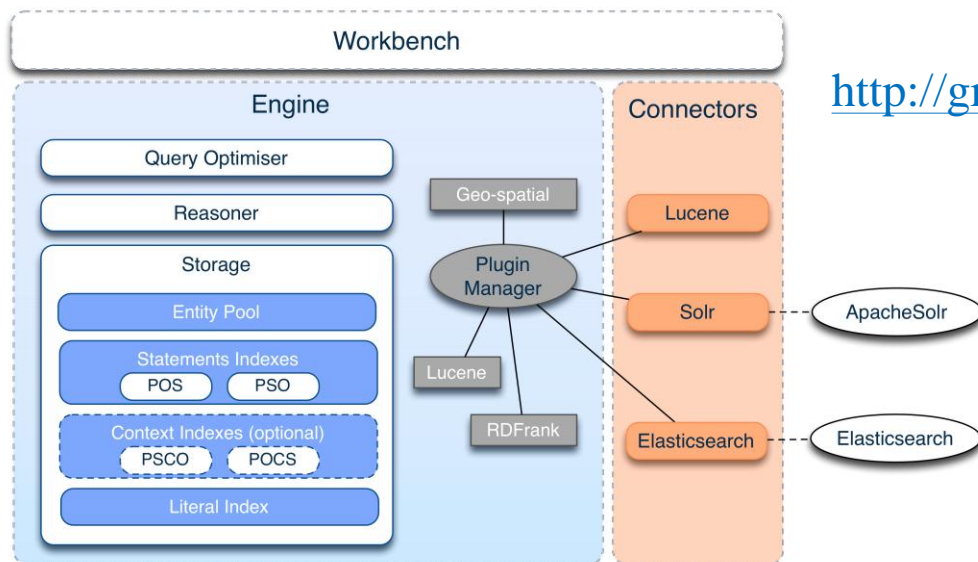 Workbench
http://gr
Engine
Query Optimiser
Reasoner
Storage
Entity Pool
Statements Indexes
POS PSO
Context Indexes (optional)
PSCO POCS
Literal Index
Geo-spatial
Plugin
Manager
Lucene
RDFrank
Connectors
Lucene
Solr
Elasticsearch
ApacheSolr
Elasticsearch